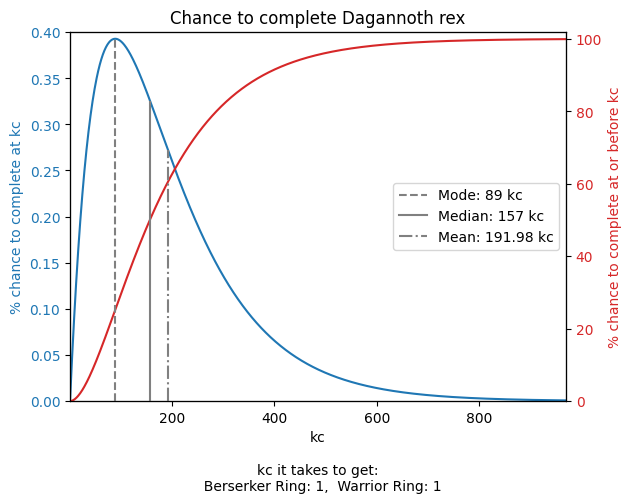 Chance to complete Dagannoth rex
% chance to complete at kc
0.40
0.35
0.30
0.25
0.20
0.15
0.10
0.05
0.00
200
400
600
800
kc
100
80
60
40
20
0
% chance to complete at or before kc
Mode: 89 kc
Median: 157 kc
Mean: 191.98 kc
kc it takes to get:
Berserker Ring: 1,  Warrior Ring: 1